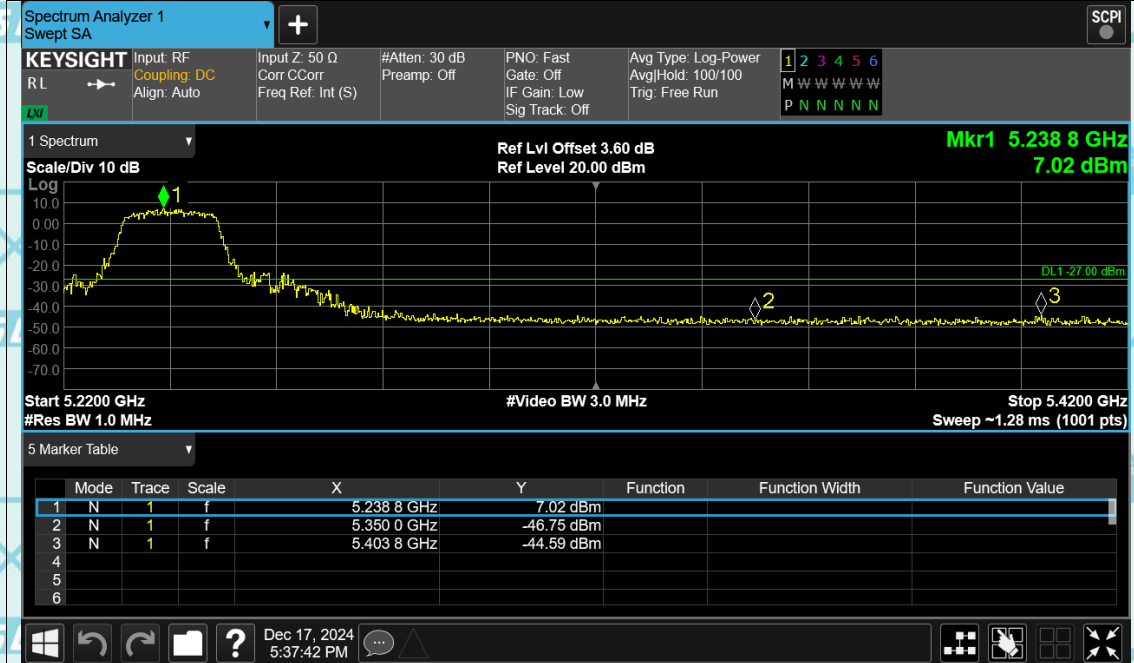 Spectrum Analyzer 1
Swept SA
+
SCPI
KEYSIGHT
RL
LXI
Input: RF
Coupling: DC
Align: Auto
Input Z: 50 Ω
Corr CCorr
Freq Ref: Int (S)
#Atten: 30 dB
Preamp: Off
PNO: Fast
Gate: Off
IF Gain: Low
Sig Track: Off
Avg Type: Log-Power
Avg|Hold: 100/100
Trig: Free Run
1 2 3 4 5 6
M W W W W W
P N N N N N
1 Spectrum
Scale/Div 10 dB
Ref Lvl Offset 3.60 dB
Ref Level 20.00 dBm
Mkr1 5.238 8 GHz
7.02 dBm
Log
10.0
0.00
-10.0
-20.0
-30.0
-40.0
-50.0
-60.0
-70.0
1
DL1 -27.00 dBm
2
3
Start 5.2200 GHz
#Video BW 3.0 MHz
Stop 5.4200 GHz
#Res BW 1.0 MHz
Sweep ~1.28 ms (1001 pts)
5 Marker Table
Mode Trace Scale X Y Function Function Width Function Value
1 N 1 f 5.238 8 GHz 7.02 dBm
2 N 1 f 5.350 0 GHz -46.75 dBm
3 N 1 f 5.403 8 GHz -44.59 dBm
4
5
6
?
Dec 17, 2024
5:37:42 PM